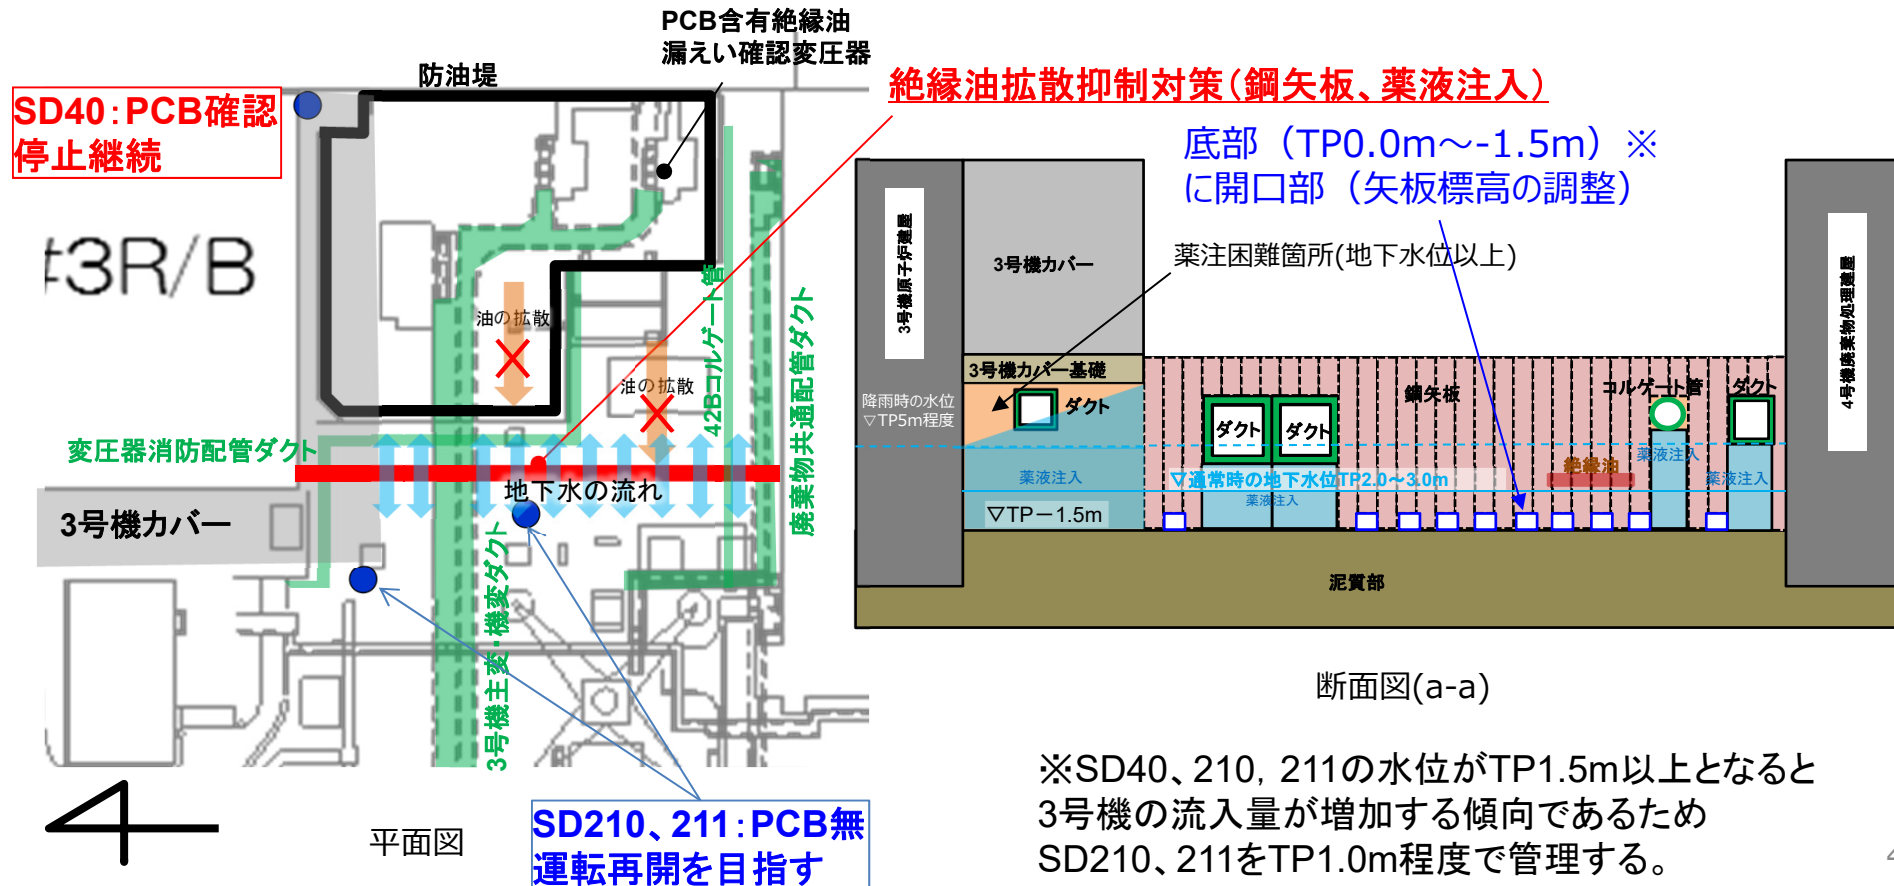 PCB含有絶縁油
漏えい確認変圧器
防油堤
SD40：PCB確認
停止継続
#3R/B
油の拡散
油の拡散
42Bコルゲート管
廃棄物共通配管ダクト
変圧器消防配管ダクト
地下水の流れ
3号機カバー
3号機主変・機変ダクト
平面図
SD210、211：PCB無
運転再開を目指す
絶縁油拡散抑制対策(鋼矢板、薬液注入)
底部（TP0.0m～-1.5m）※
に開口部（矢板標高の調整）
薬注困難箇所(地下水位以上)
3号機原子炉建屋
3号機カバー
3号機カバー基礎
ダクト
降雨時の水位
▽TP5m程度
薬液注入
▽TP－1.5m
ダクト
ダクト
▽通常時の地下水位TP2.0～3.0m
薬液注入
鋼矢板
コルゲート管
ダクト
絶縁油
薬液注入
薬液注入
4号機廃棄物処理建屋
泥質部
断面図(a-a)
※SD40、210, 211の水位がTP1.5m以上となると
3号機の流入量が増加する傾向であるため
SD210、211をTP1.0m程度で管理する。